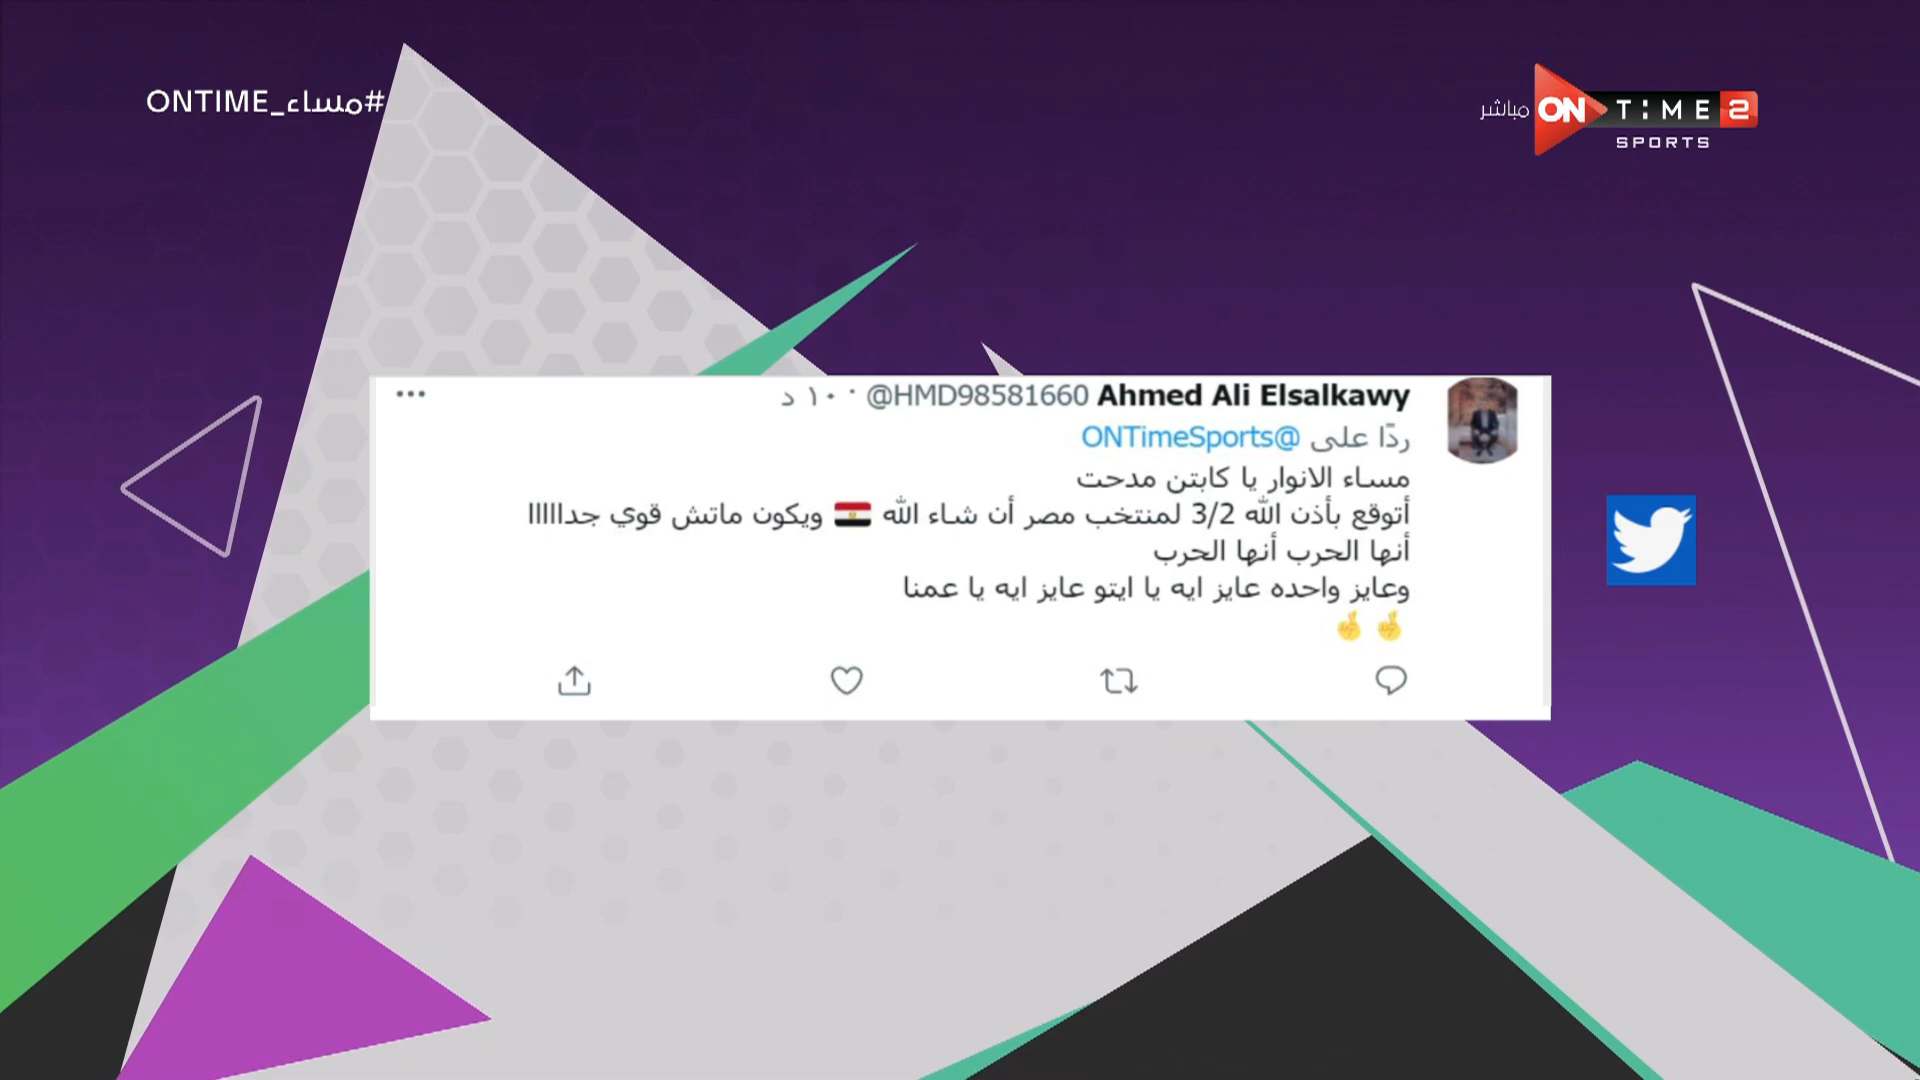 #مساء_ONTIME
مباشر
ON TIME 2
SPORTS
Ahmed Ali Elsalkawy @HMD98581660 · ١٠ د
ردًا على @ONTimeSports
مساء الانوار يا كابتن مدحت
أتوقع بأذن الله 3/2 لمنتخب مصر أن شاء الله 🇪🇬 ويكون ماتش قوي جدااااا
أنها الحرب أنها الحرب
وعايز واحده عايز ايه يا ايتو عايز ايه يا عمنا
🤞 🤞